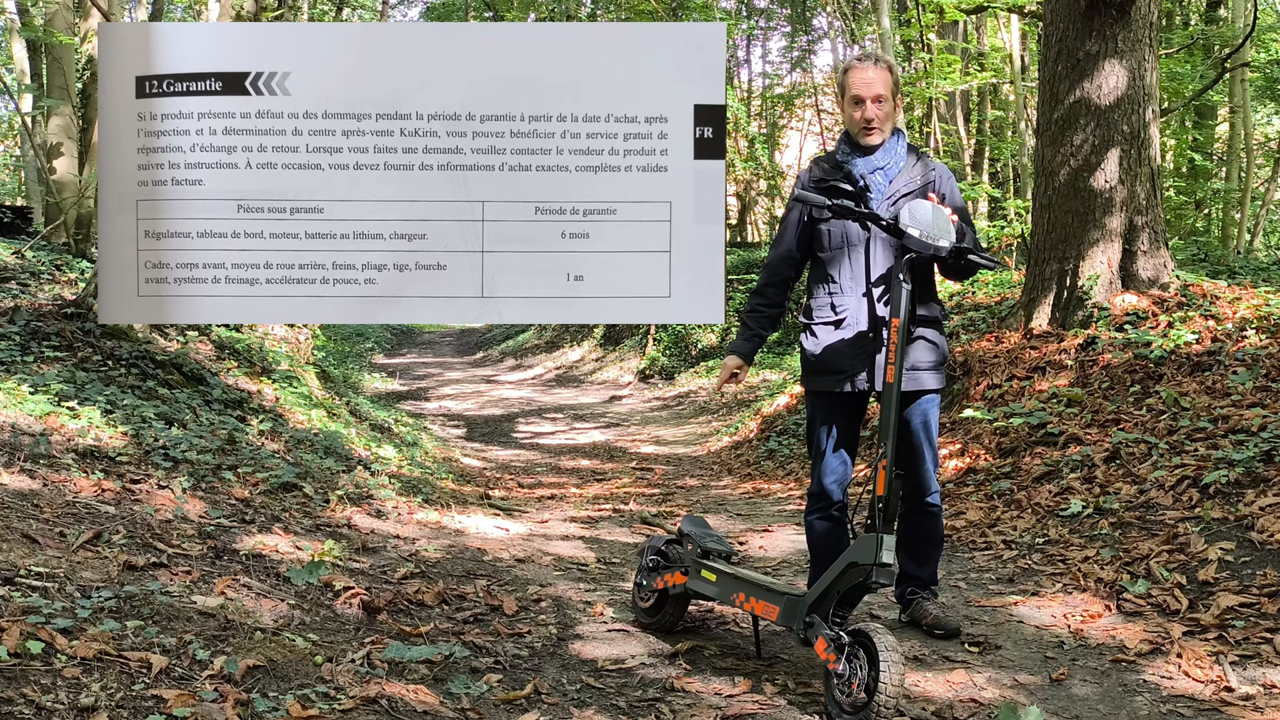 12.Garantie
Si le produit présente un défaut ou des dommages pendant la période de garantie à partir de la date d'achat, après
l'inspection et la détermination du centre après-vente KuKirin, vous pouvez bénéficier d'un service gratuit de
réparation, d'échange ou de retour. Lorsque vous faites une demande, veuillez contacter le vendeur du produit et
suivre les instructions. À cette occasion, vous devez fournir des informations d'achat exactes, complètes et valides
ou une facture.
FR
Pièces sous garantie Période de garantie
Régulateur, tableau de bord, moteur, batterie au lithium, chargeur. 6 mois
Cadre, corps avant, moyeu de roue arrière, freins, pliage, tige, fourche
avant, système de freinage, accélérateur de pouce, etc. 1 an
KuKirin G2
G2